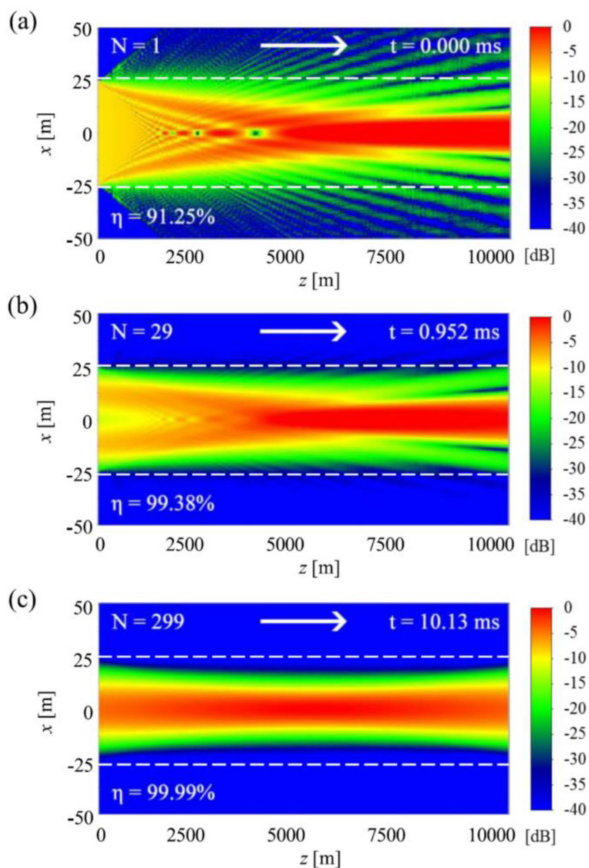 (a)
N = 1 t = 0.000 ms
η = 91.25%
50
25
0
-25
-50
x [m]
0 2500 5000 7500 10000
z [m]
0
-5
-10
-15
-20
-25
-30
-35
-40
[dB]
(b)
N = 29 t = 0.952 ms
η = 99.38%
50
25
0
-25
-50
x [m]
0 2500 5000 7500 10000
z [m]
0
-5
-10
-15
-20
-25
-30
-35
-40
[dB]
(c)
N = 299 t = 10.13 ms
η = 99.99%
50
25
0
-25
-50
x [m]
0 2500 5000 7500 10000
z [m]
0
-5
-10
-15
-20
-25
-30
-35
-40
[dB]